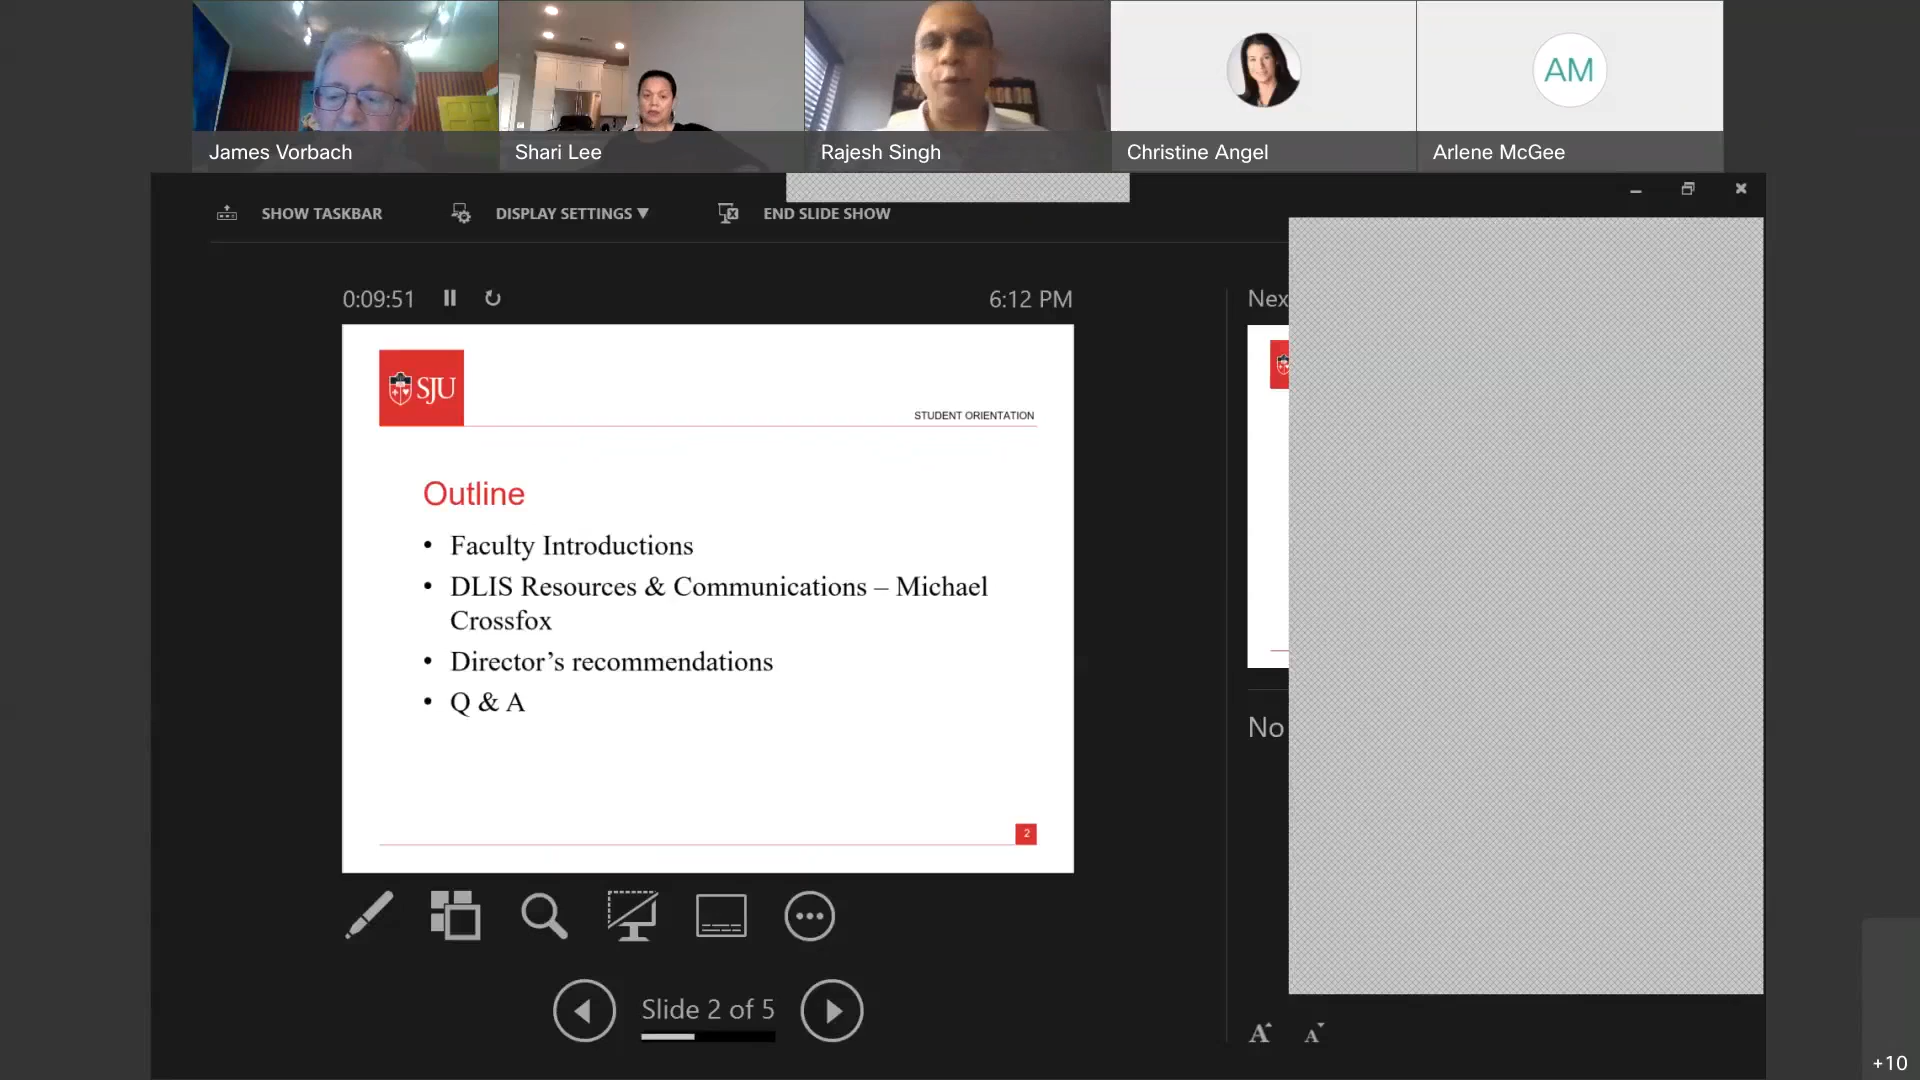 James Vorbach
Shari Lee
Rajesh Singh
Christine Angel
AM
Arlene McGee
SHOW TASKBAR
DISPLAY SETTINGS
END SLIDE SHOW
0:09:51
6:12 PM
Nex
SJU
STUDENT ORIENTATION
Outline
• Faculty Introductions
• DLIS Resources & Communications – Michael
Crossfox
• Director’s recommendations
• Q & A
No
2
Slide 2 of 5
A A
+10